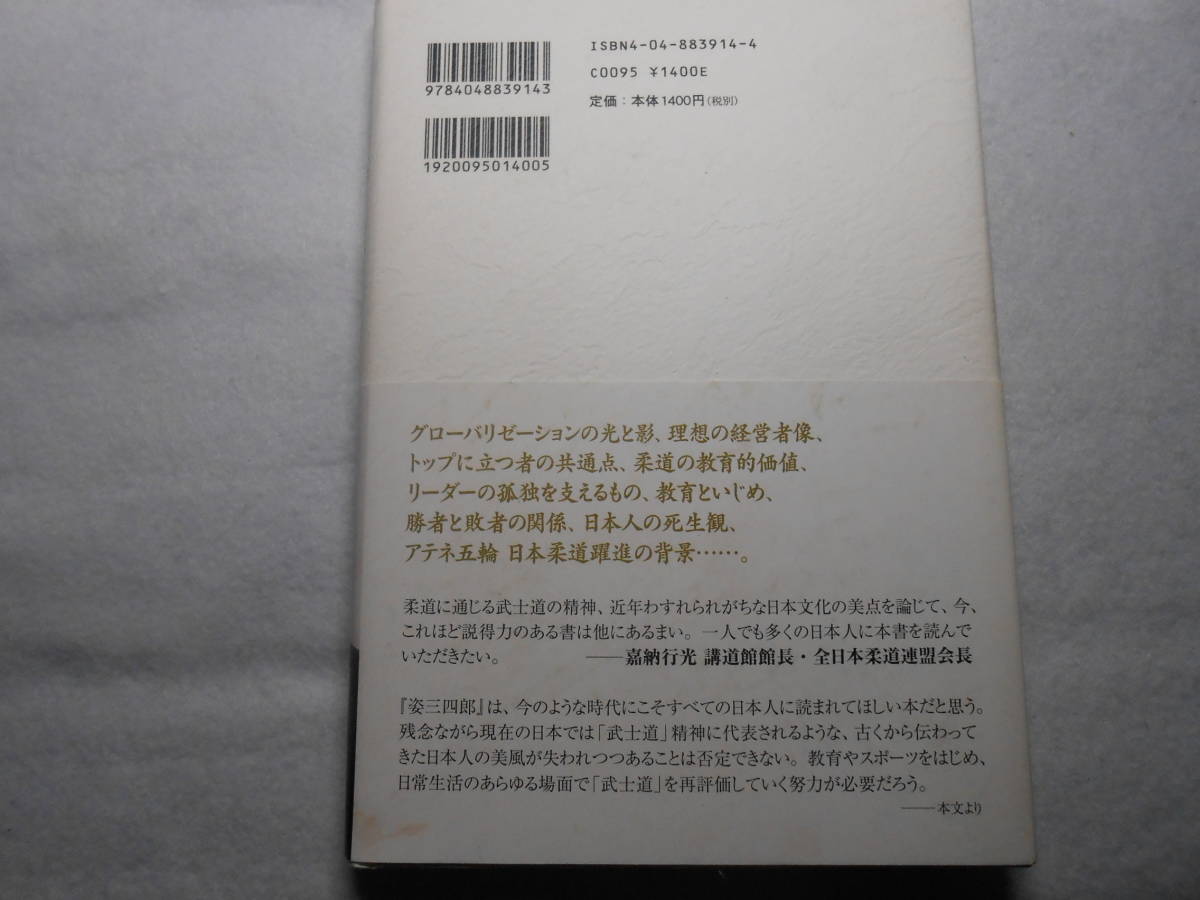 ISBN4-04-883914-4
C0095 ¥1400E
定価：本体1400円(税別)
9784048839143
1920095014005
グローバリゼーションの光と影、理想の経営者像、
トップに立つ者の共通点、柔道の教育的価値、
リーダーの孤独を支えるもの、教育といじめ、
勝者と敗者の関係、日本人の死生観、
アテネ五輪 日本柔道躍進の背景……。
柔道に通じる武士道の精神、近年わすれられがちな日本文化の美点を論じて、今、
これほど説得力のある書は他にあるまい。一人でも多くの日本人に本書を読んで
いただきたい。 ――嘉納行光 講道館館長・全日本柔道連盟会長
『姿三四郎』は、今のような時代にこそすべての日本人に読まれてほしい本だと思う。
残念ながら現在の日本では「武士道」精神に代表されるような、古くから伝わって
きた日本人の美風が失われつつあることは否定できない。教育やスポーツをはじめ、
日常生活のあらゆる場面で「武士道」を再評価していく努力が必要だろう。
――本文より